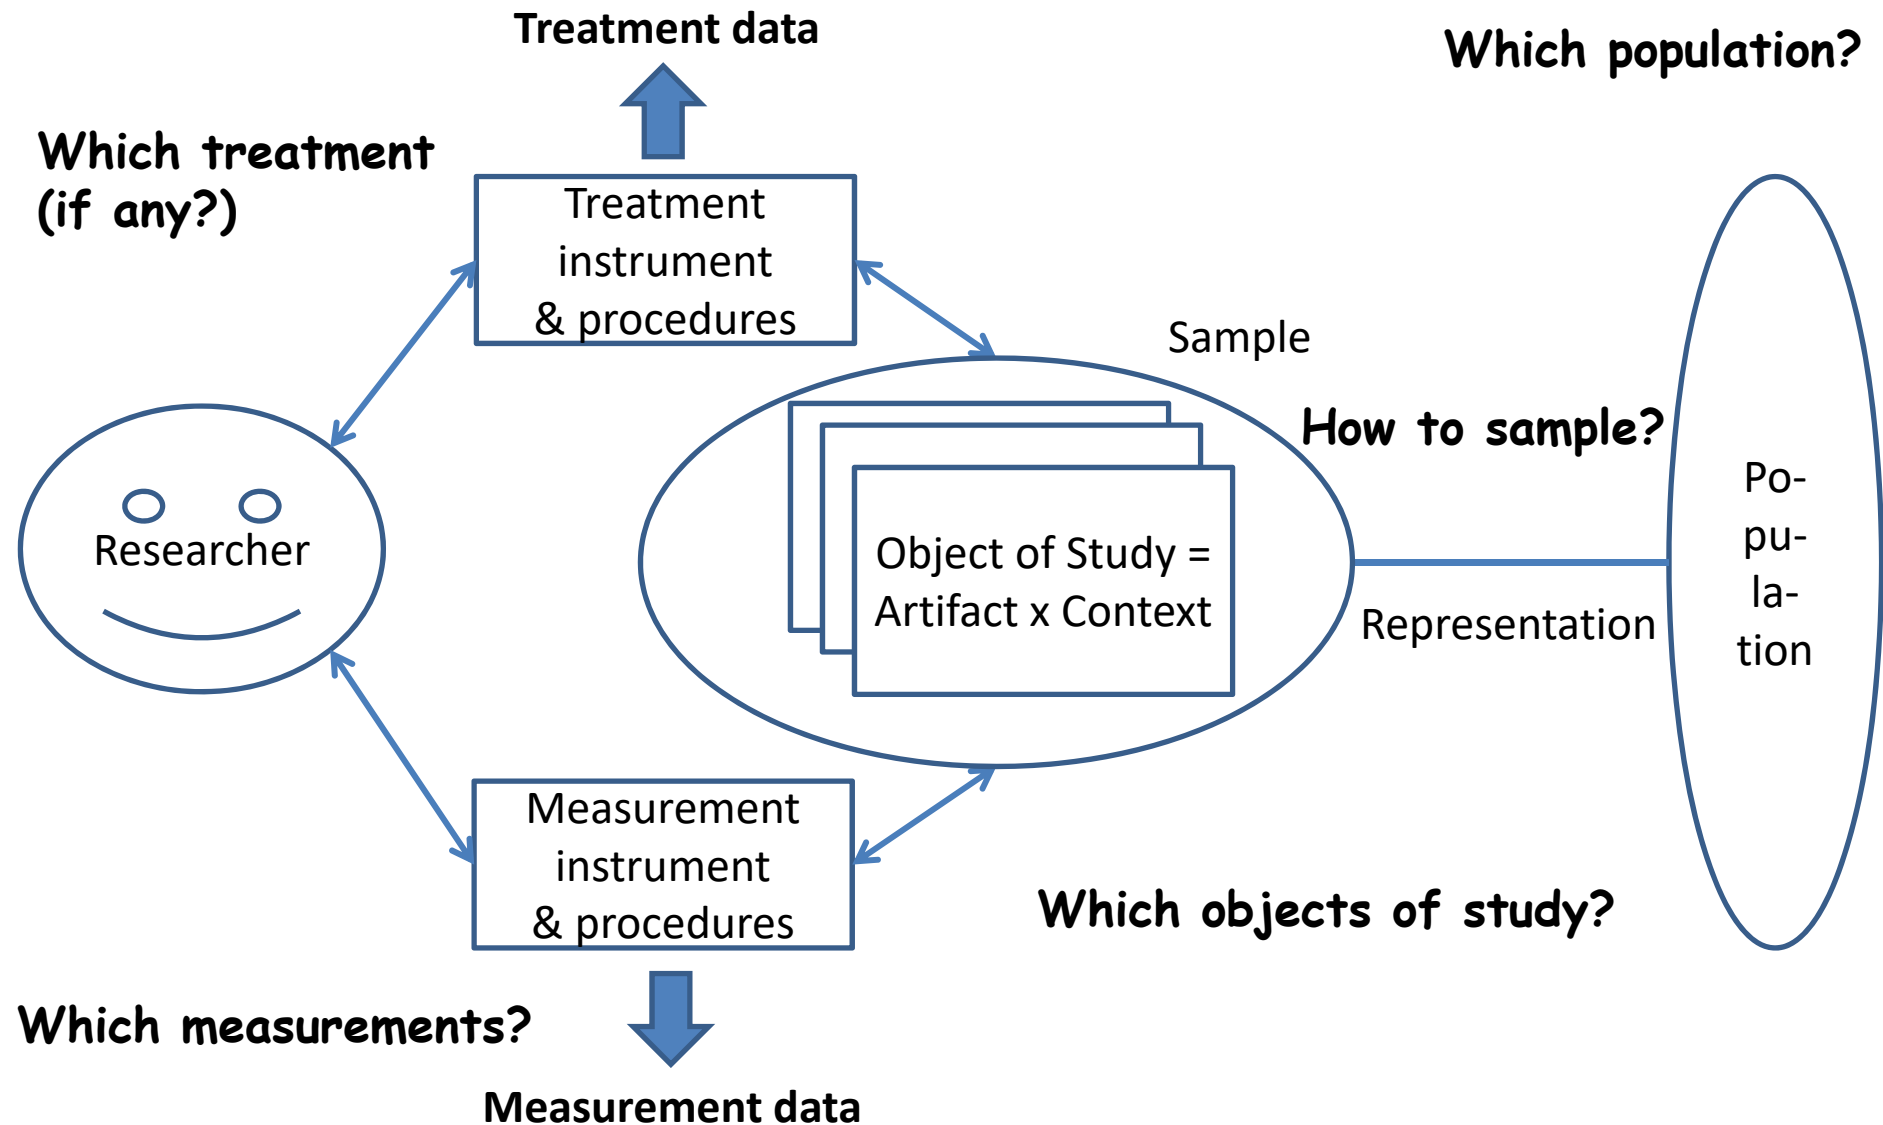 Treatment data
Which population?
Which treatment
(if any?)
Treatment
instrument
& procedures
Sample
How to sample?
Researcher
Object of Study =
Artifact x Context
Representation
Po-
pu-
la-
tion
Measurement
instrument
& procedures
Which objects of study?
Which measurements?
Measurement data